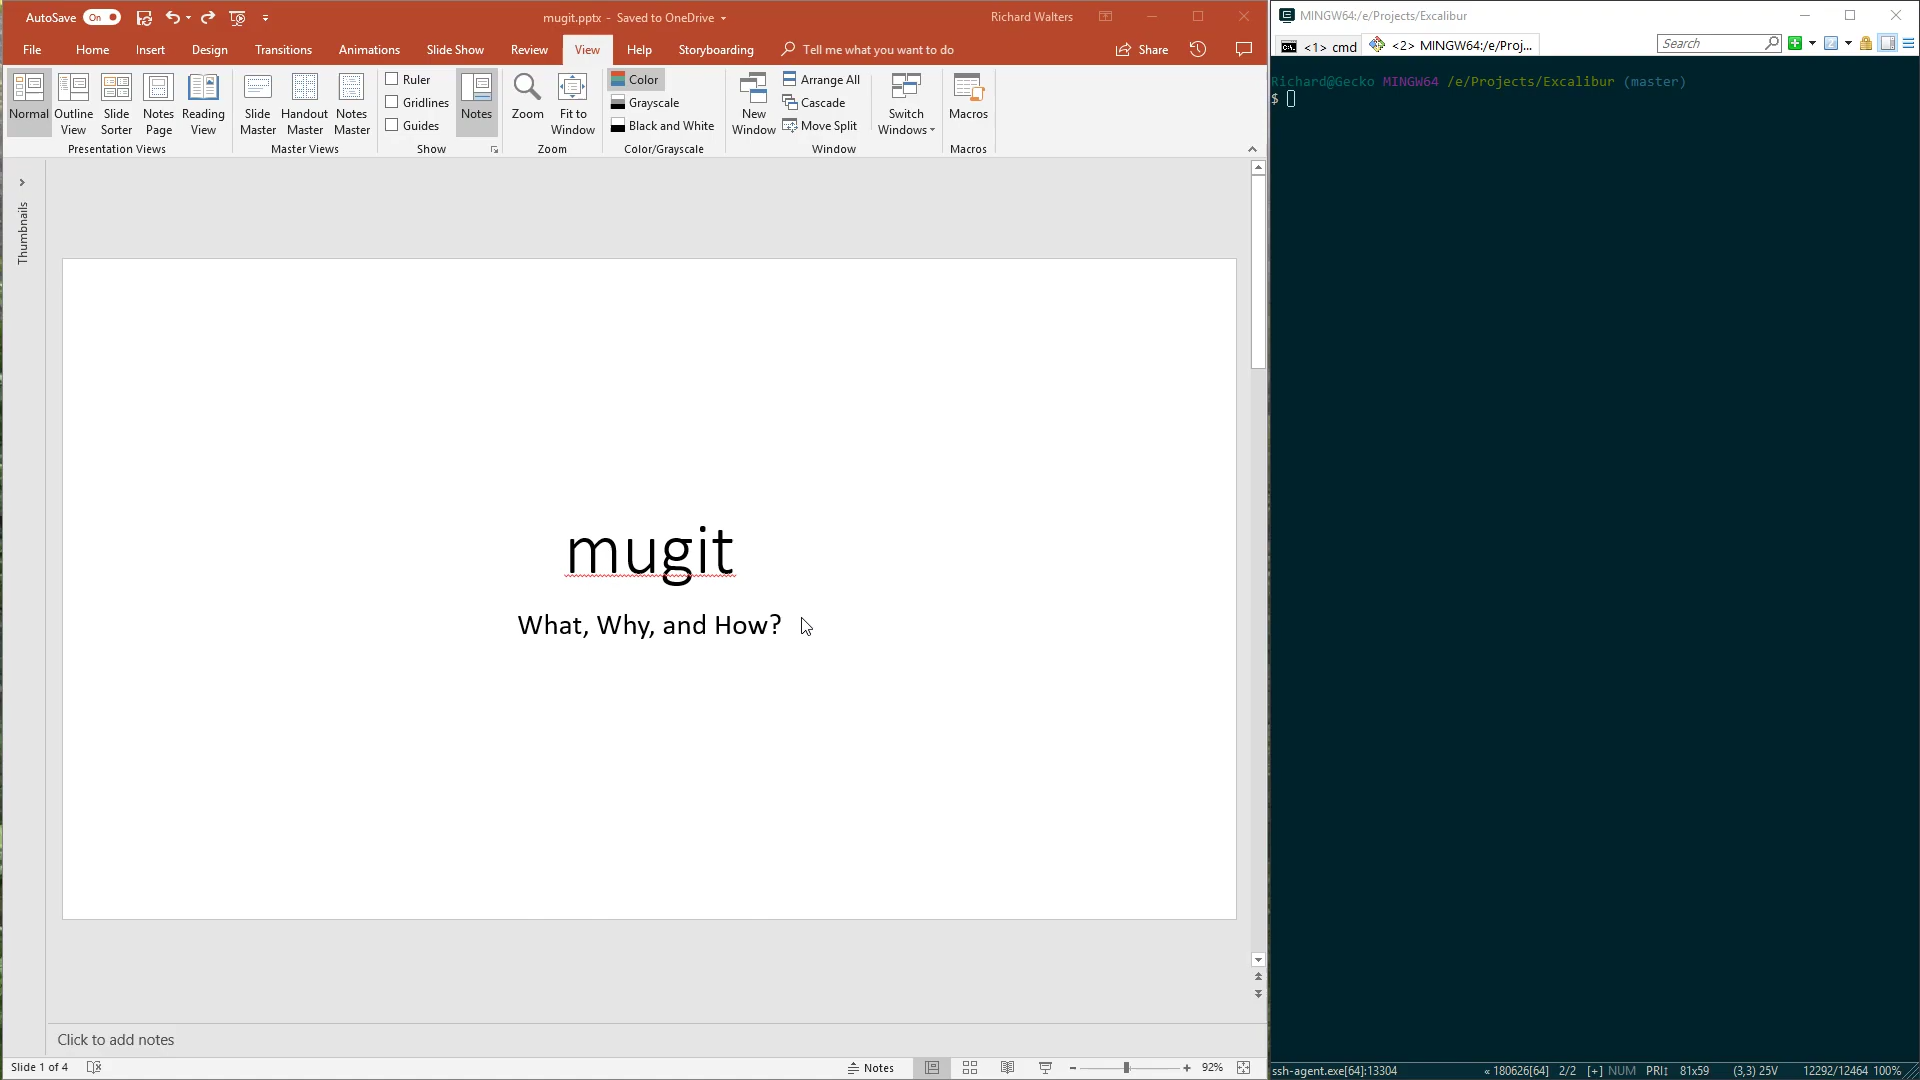 AutoSave On mugit.pptx - Saved to OneDrive Richard Walters
File Home Insert Design Transitions Animations Slide Show Review View Help Storyboarding Tell me what you want to do Share
Normal Outline View Slide Sorter Notes Page Reading View
Presentation Views
Slide Master Handout Master Notes Master
Master Views
Ruler
Gridlines
Guides
Show
Notes
Zoom Fit to Window
Zoom
Color
Grayscale
Black and White
Color/Grayscale
New Window
Arrange All
Cascade
Move Split
Switch Windows
Window
Macros
Macros
Thumbnails
mugit
What, Why, and How?
Click to add notes
Slide 1 of 4 Notes 92%
MINGW64:/e/Projects/Excalibur
<1> cmd <2> MINGW64:/e/Proj... Search
Richard@Gecko MINGW64 /e/Projects/Excalibur (master)
$
ssh-agent.exe[64]:13304 « 180626[64] 2/2 [+] NUM PRI↕ 81x59 (3,3) 25V 12292/12464 100%